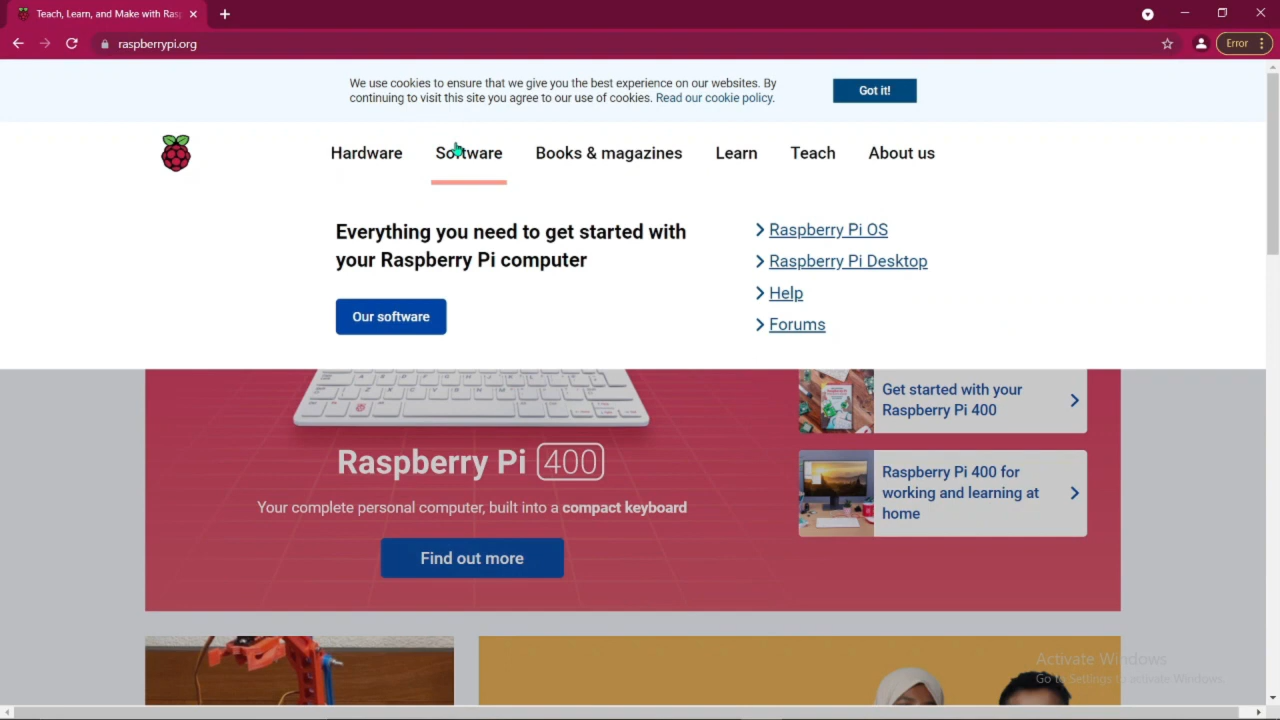 Teach, Learn, and Make with Rasp
raspberrypi.org
Error
We use cookies to ensure that we give you the best experience on our websites. By
continuing to visit this site you agree to our use of cookies. Read our cookie policy.
Got it!
Hardware
Software
Books & magazines
Learn
Teach
About us
Everything you need to get started with
your Raspberry Pi computer
Our software
Raspberry Pi OS
Raspberry Pi Desktop
Help
Forums
Raspberry Pi 400
Your complete personal computer, built into a compact keyboard
Find out more
Get started with your
Raspberry Pi 400
Raspberry Pi 400 for
working and learning at
home
Activate Windows
Go to Settings to activate Windows.